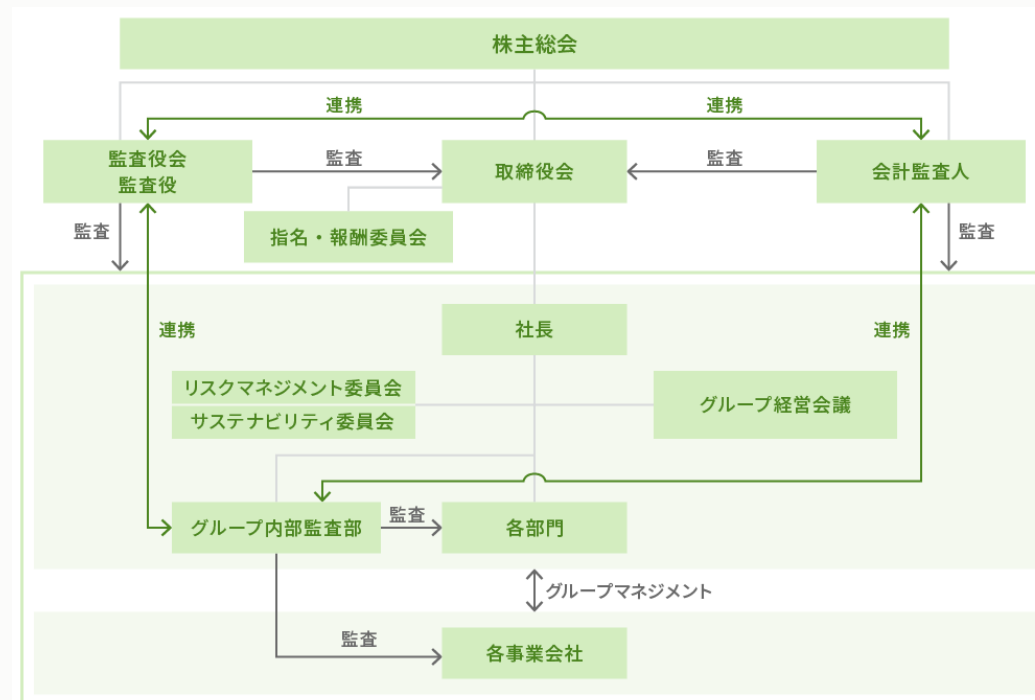 株主総会
連携
連携
監査役会
監査役
監査
取締役会
監査
会計監査人
監査
指名・報酬委員会
監査
社長
連携
連携
リスクマネジメント委員会
サステナビリティ委員会
グループ経営会議
グループ内部監査部
監査
各部門
グループマネジメント
監査
各事業会社